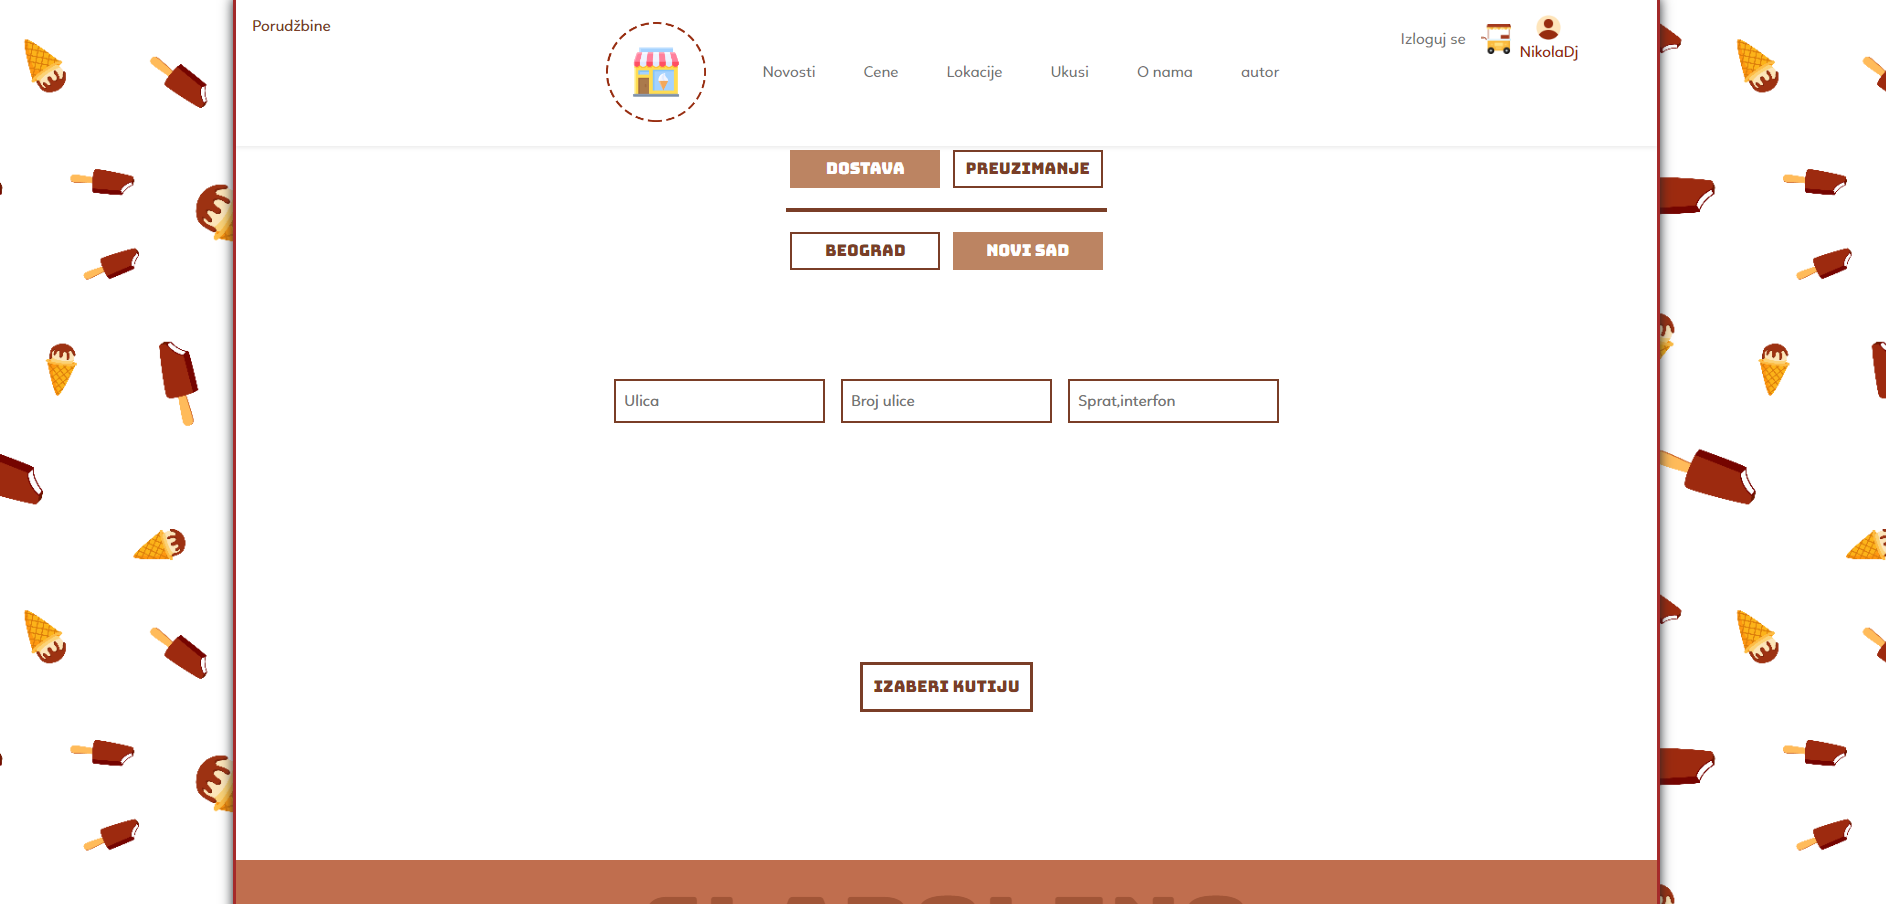 Porudžbine
Izloguj se
NikolaDj
Novosti
Cene
Lokacije
Ukusi
O nama
autor
DOSTAVA
PREUZIMANJE
BEOGRAD
NOVI SAD
Ulica
Broj ulice
Sprat,interfon
IZABERI KUTIJU